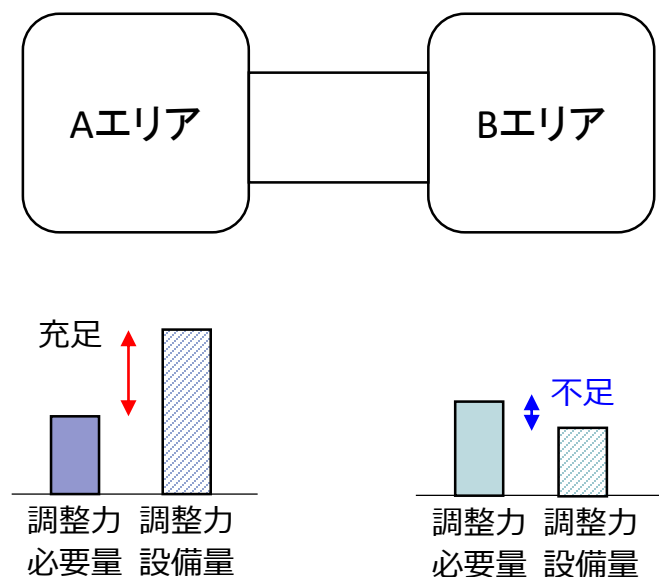 Aエリア
Bエリア
充足
不足
調整力
必要量
調整力
設備量
調整力
必要量
調整力
設備量